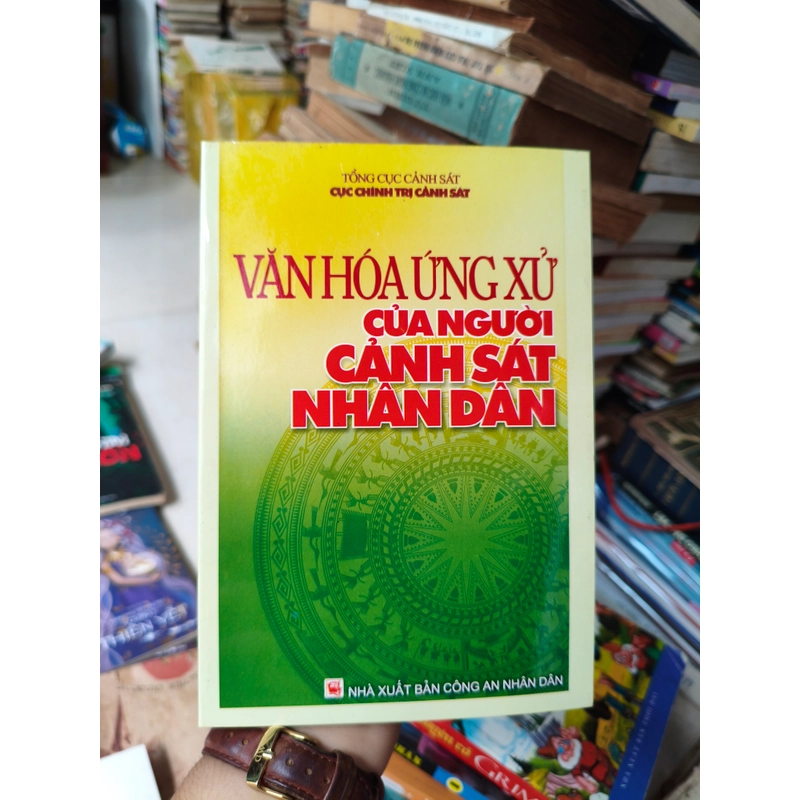 TỔNG CỤC CẢNH SÁT
CỤC CHÍNH TRỊ CẢNH SÁT
VĂN HÓA ỨNG XỬ
CỦA NGƯỜI
CẢNH SÁT
NHÂN DÂN
NHÀ XUẤT BẢN CÔNG AN NHÂN DÂN